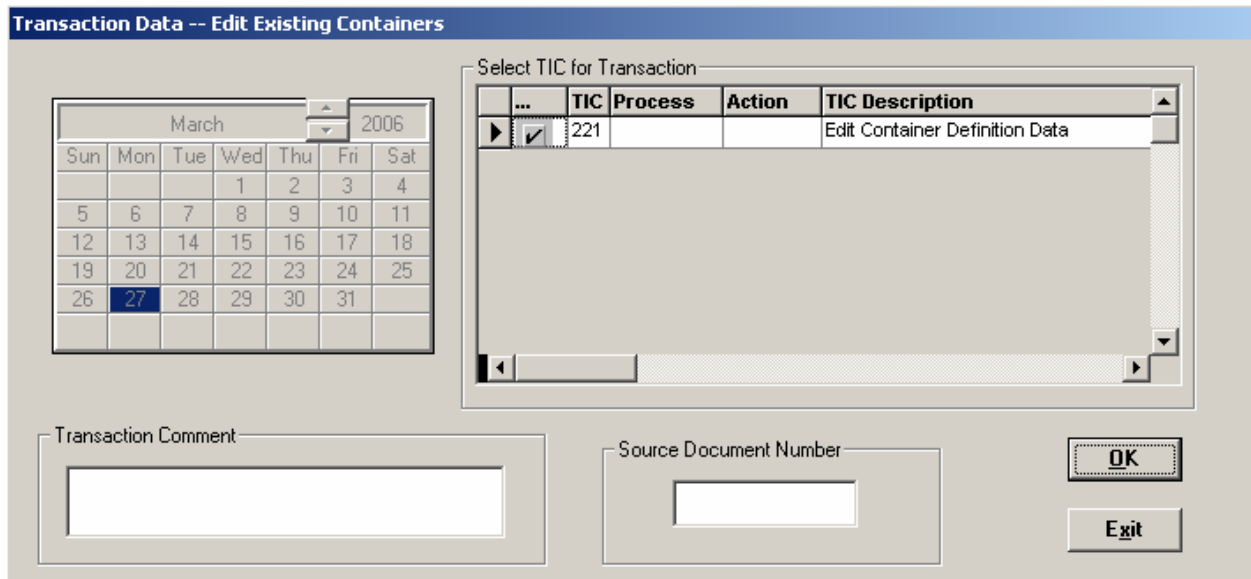 Transaction Data -- Edit Existing Containers
Select TIC for Transaction
... TIC Process Action TIC Description
221 Edit Container Definition Data
March 2006
Sun Mon Tue Wed Thu Fri Sat
1 2 3 4
5 6 7 8 9 10 11
12 13 14 15 16 17 18
19 20 21 22 23 24 25
26 27 28 29 30 31
Transaction Comment
Source Document Number
OK
Exit